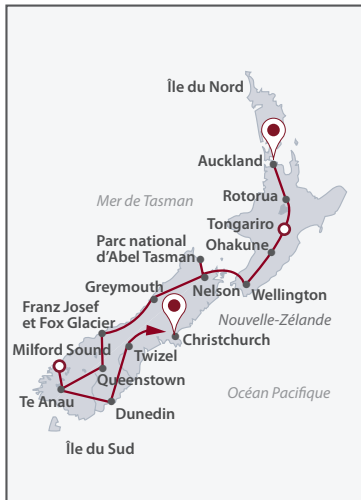 Île du Nord
Auckland
Mer de Tasman
Rotorua
Tongariro
Parc national
d'Abel Tasman
Ohakune
Greymouth
Nelson
Wellington
Franz Josef
et Fox Glacier
Nouvelle-Zélande
Christchurch
Milford Sound
Twizel
Queenstown
Océan Pacifique
Te Anau
Dunedin
Île du Sud